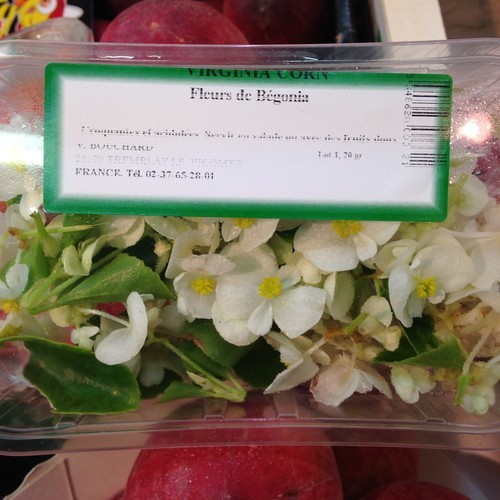 VIRGINIA CORN
Fleurs de Bégonia
Croquantes et acidulées. Servir en salade ou avec des fruits
V. BOUCHARD
Lot 1, 20 gr
28170 TREMBLAY LE VICOMTE
FRANCE. Tél. 02-37-65-28-01